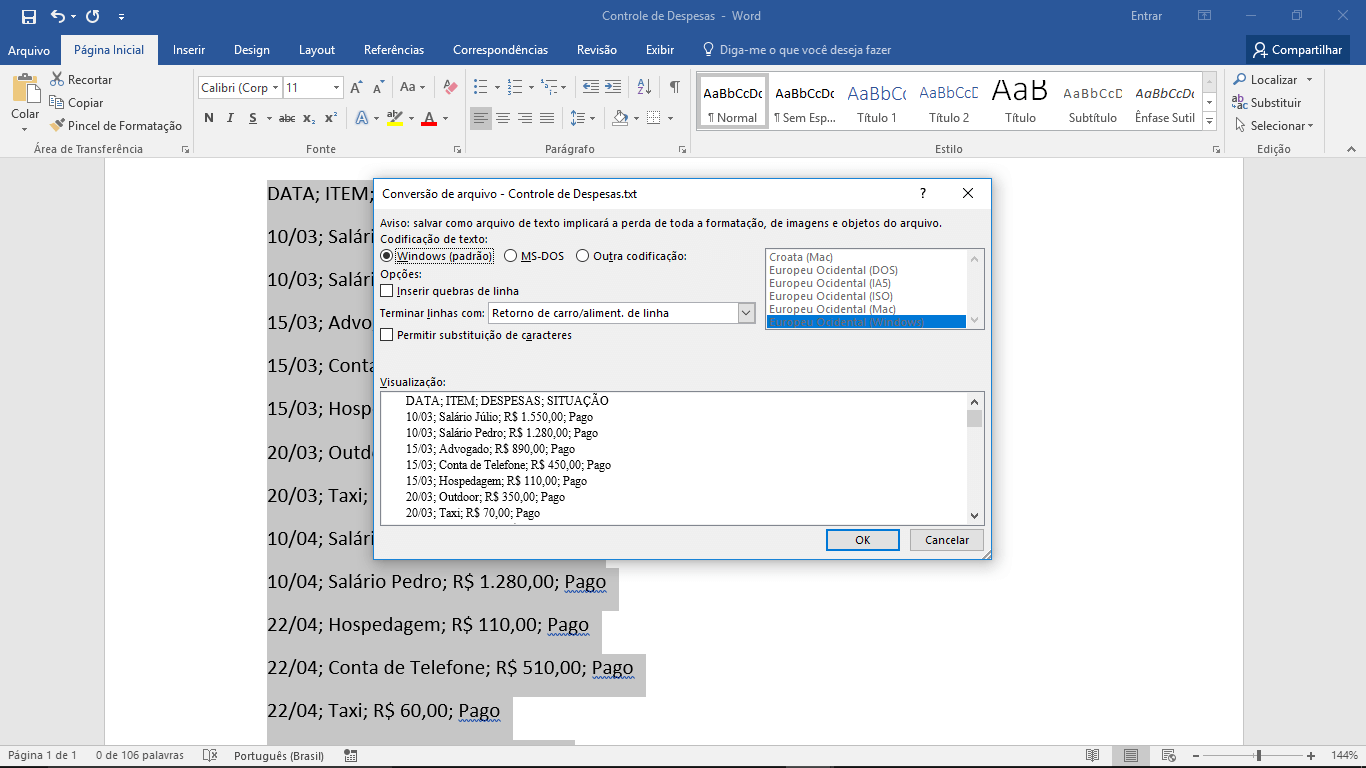 Controle de Despesas - Word
Entrar
Arquivo Página Inicial Inserir Design Layout Referências Correspondências Revisão Exibir Diga-me o que você deseja fazer Compartilhar
Colar
Recortar
Copiar
Pincel de Formatação
Área de Transferência
Calibri (Corp 11
A A Aa
N I S abc x₂ x² A ab A
Fonte
Parágrafo
AaBbCcDc AaBbCcDc AaBbCc AaBbCcD AaB AaBbCcD AaBbCcDc
¶ Normal ¶ Sem Esp... Título 1 Título 2 Título Subtítulo Ênfase Sutil
Estilo
Localizar
Substituir
Selecionar
Edição
DATA; ITEM;
10/03; Salári
10/03; Salári
15/03; Advo
15/03; Conta
15/03; Hosp
20/03; Outdo
20/03; Taxi;
10/04; Salári
10/04; Salário Pedro; R$ 1.280,00; Pago
22/04; Hospedagem; R$ 110,00; Pago
22/04; Conta de Telefone; R$ 510,00; Pago
22/04; Taxi; R$ 60,00; Pago
Conversão de arquivo - Controle de Despesas.txt
Aviso: salvar como arquivo de texto implicará a perda de toda a formatação, de imagens e objetos do arquivo.
Codificação de texto:
Windows (padrão) MS-DOS Outra codificação:
Croata (Mac)
Europeu Ocidental (DOS)
Europeu Ocidental (IA5)
Europeu Ocidental (ISO)
Europeu Ocidental (Mac)
Europeu Ocidental (Windows)
Opções:
Inserir quebras de linha
Terminar linhas com: Retorno de carro/aliment. de linha
Permitir substituição de caracteres
Visualização:
DATA; ITEM; DESPESAS; SITUAÇÃO
10/03; Salário Júlio; R$ 1.550,00; Pago
10/03; Salário Pedro; R$ 1.280,00; Pago
15/03; Advogado; R$ 890,00; Pago
15/03; Conta de Telefone; R$ 450,00; Pago
15/03; Hospedagem; R$ 110,00; Pago
20/03; Outdoor; R$ 350,00; Pago
20/03; Taxi; R$ 70,00; Pago
OK Cancelar
Página 1 de 1 0 de 106 palavras Português (Brasil) 144%